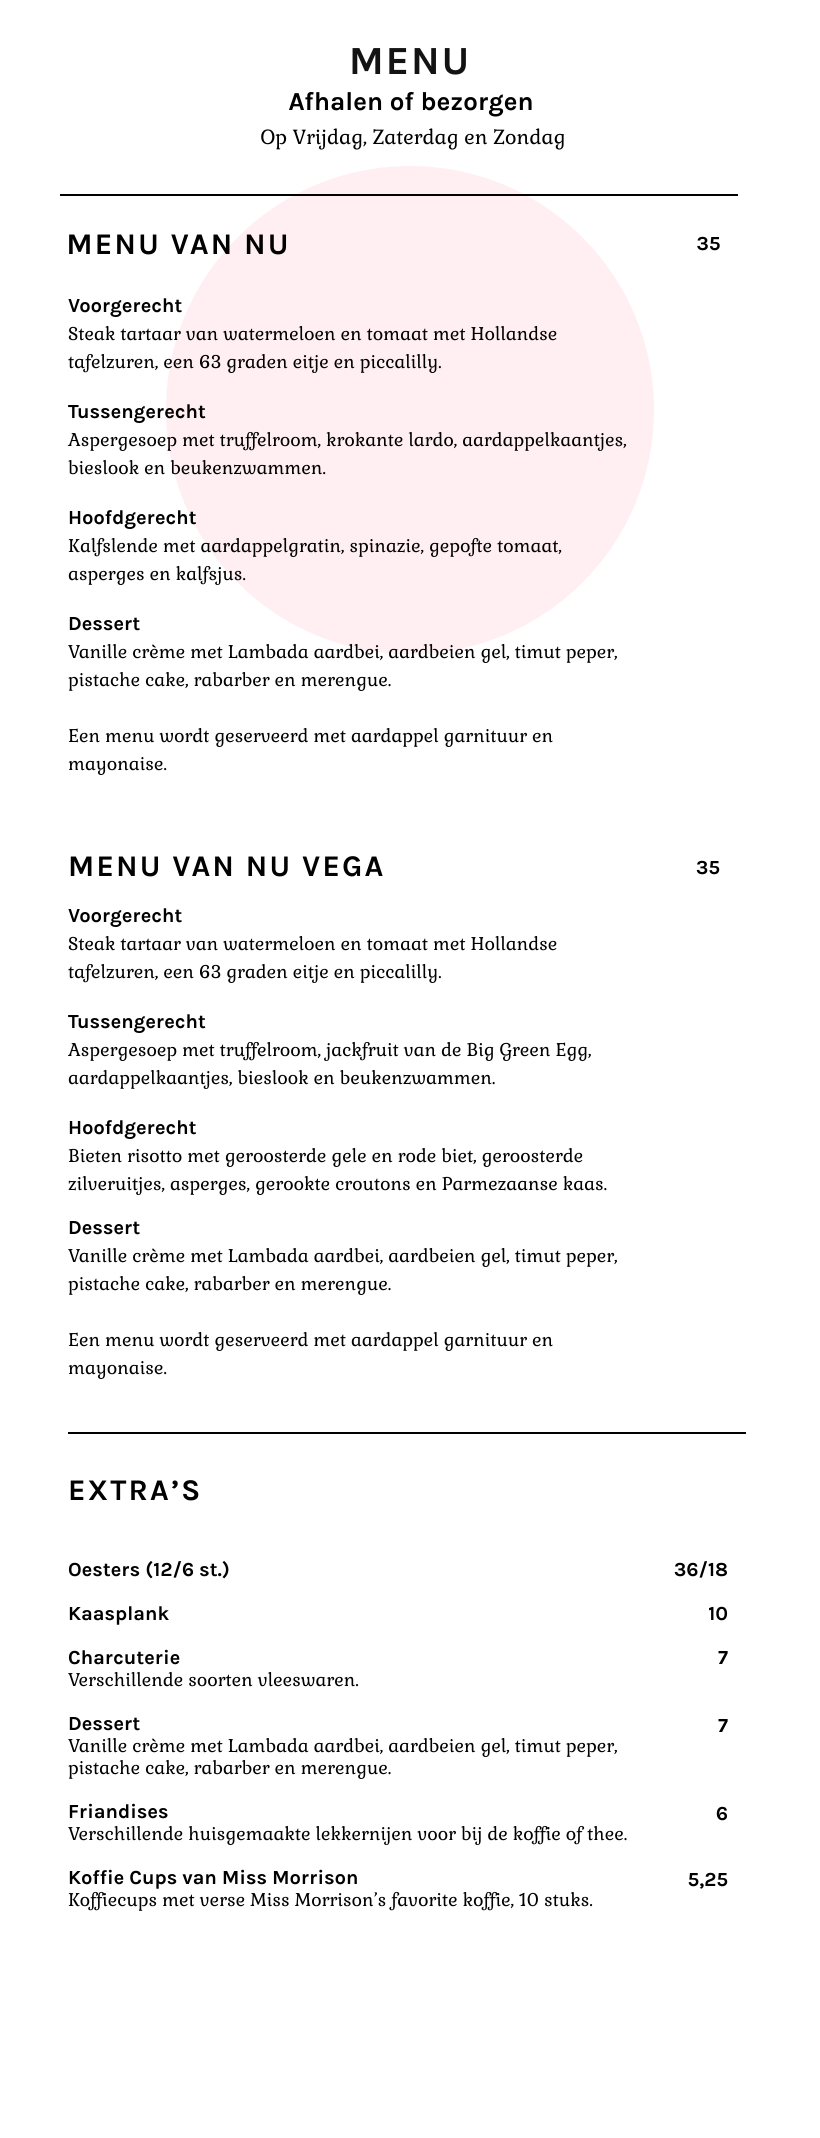 MENU
Afhalen of bezorgen
Op Vrijdag, Zaterdag en Zondag
MENU VAN NU 35
Voorgerecht
Steak tartaar van watermeloen en tomaat met Hollandse
tafelzuren, een 63 graden eitje en piccalilly.
Tussengerecht
Aspergesoep met truffelroom, krokante lardo, aardappelkaantjes,
bieslook en beukenzwammen.
Hoofdgerecht
Kalfslende met aardappelgratin, spinazie, gepofte tomaat,
asperges en kalfsjus.
Dessert
Vanille crème met Lambada aardbei, aardbeien gel, timut peper,
pistache cake, rabarber en merengue.
Een menu wordt geserveerd met aardappel garnituur en
mayonaise.
MENU VAN NU VEGA 35
Voorgerecht
Steak tartaar van watermeloen en tomaat met Hollandse
tafelzuren, een 63 graden eitje en piccalilly.
Tussengerecht
Aspergesoep met truffelroom, jackfruit van de Big Green Egg,
aardappelkaantjes, bieslook en beukenzwammen.
Hoofdgerecht
Bieten risotto met geroosterde gele en rode biet, geroosterde
zilveruitjes, asperges, gerookte croutons en Parmezaanse kaas.
Dessert
Vanille crème met Lambada aardbei, aardbeien gel, timut peper,
pistache cake, rabarber en merengue.
Een menu wordt geserveerd met aardappel garnituur en
mayonaise.
EXTRA’S
Oesters (12/6 st.) 36/18
Kaasplank 10
Charcuterie 7
Verschillende soorten vleeswaren.
Dessert 7
Vanille crème met Lambada aardbei, aardbeien gel, timut peper,
pistache cake, rabarber en merengue.
Friandises 6
Verschillende huisgemaakte lekkernijen voor bij de koffie of thee.
Koffie Cups van Miss Morrison 5,25
Koffiecups met verse Miss Morrison’s favorite koffie, 10 stuks.